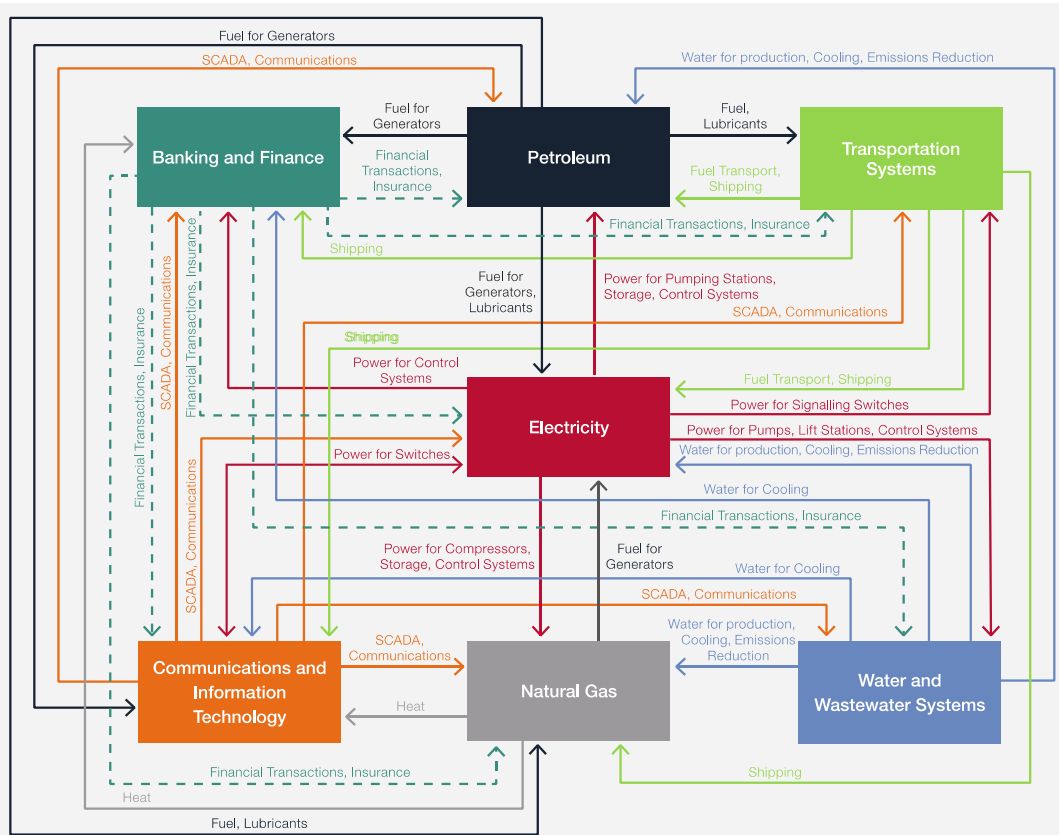 Fuel for Generators
SCADA, Communications
Water for production, Cooling, Emissions Reduction
Banking and Finance
Fuel for
Generators
Financial
Transactions,
Insurance
Petroleum
Fuel,
Lubricants
Fuel Transport,
Shipping
Transportation
Systems
Financial Transactions, Insurance
Shipping
Fuel for
Generators,
Lubricants
Power for Pumping Stations,
Storage, Control Systems
SCADA, Communications
Shipping
Financial Transactions, Insurance
SCADA, Communications
Financial Transactions, Insurance
Power for Control
Systems
Fuel Transport, Shipping
Electricity
Power for Signalling Switches
Power for Pumps, Lift Stations, Control Systems
Power for Switches
Water for production, Cooling, Emissions Reduction
SCADA, Communications
Water for Cooling
Financial Transactions, Insurance
Power for Compressors,
Storage, Control Systems
Fuel for
Generators
Water for Cooling
SCADA, Communications
Communications and
Information
Technology
SCADA,
Communications
Heat
Natural Gas
Water for production,
Cooling, Emissions
Reduction
Water and
Wastewater Systems
Financial Transactions, Insurance
Shipping
Heat
Fuel, Lubricants